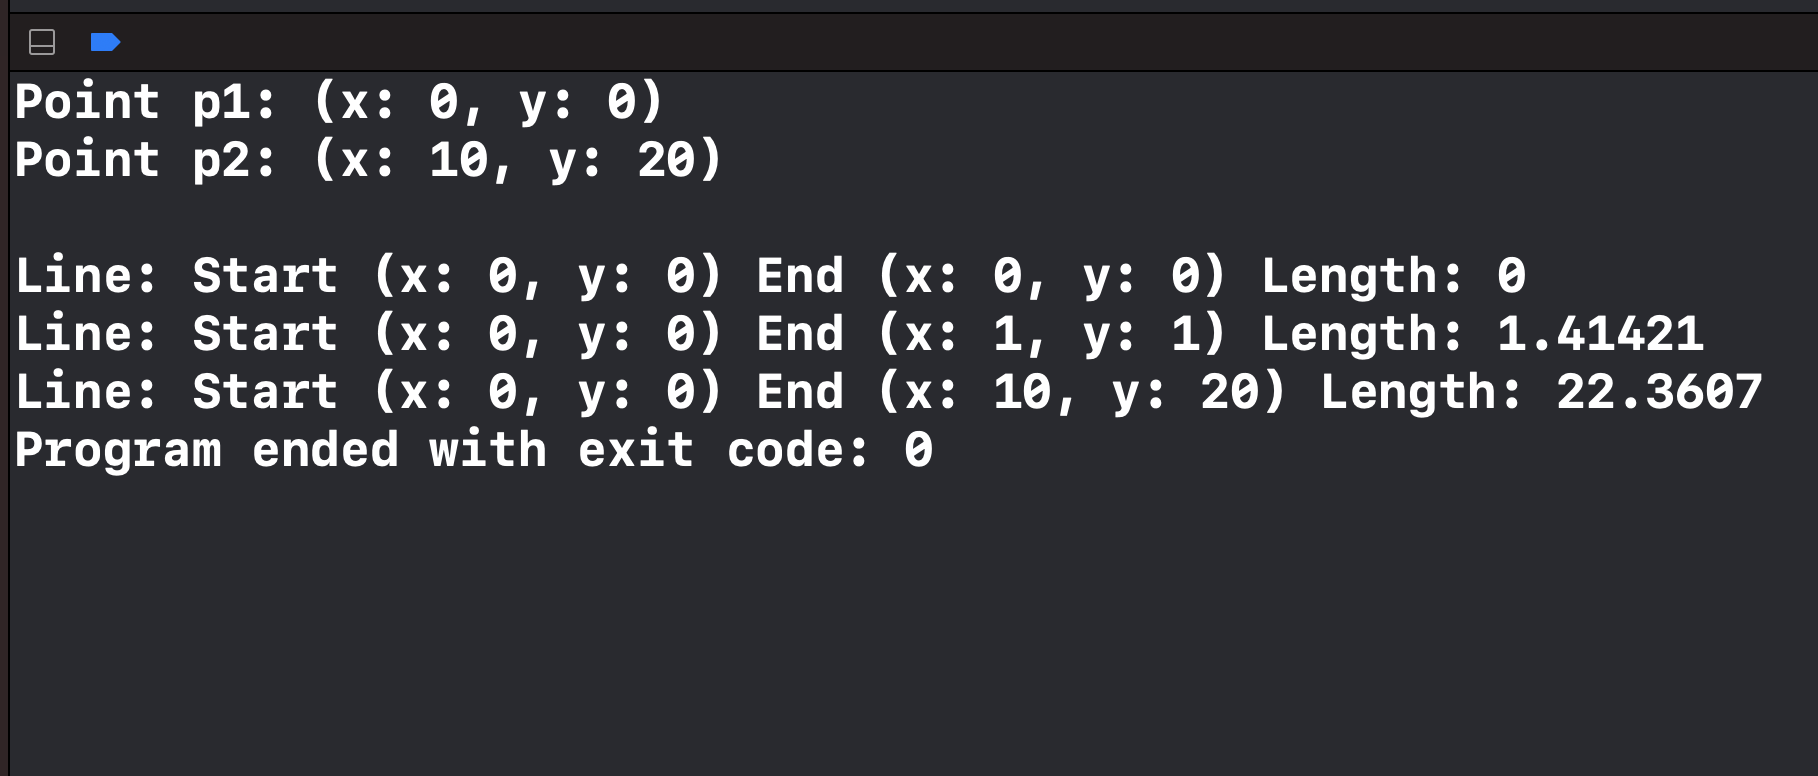 Point p1: (x: 0, y: 0)
Point p2: (x: 10, y: 20)
Line: Start (x: 0, y: 0) End (x: 0, y: 0) Length: 0
Line: Start (x: 0, y: 0) End (x: 1, y: 1) Length: 1.41421
Line: Start (x: 0, y: 0) End (x: 10, y: 20) Length: 22.3607
Program ended with exit code: 0